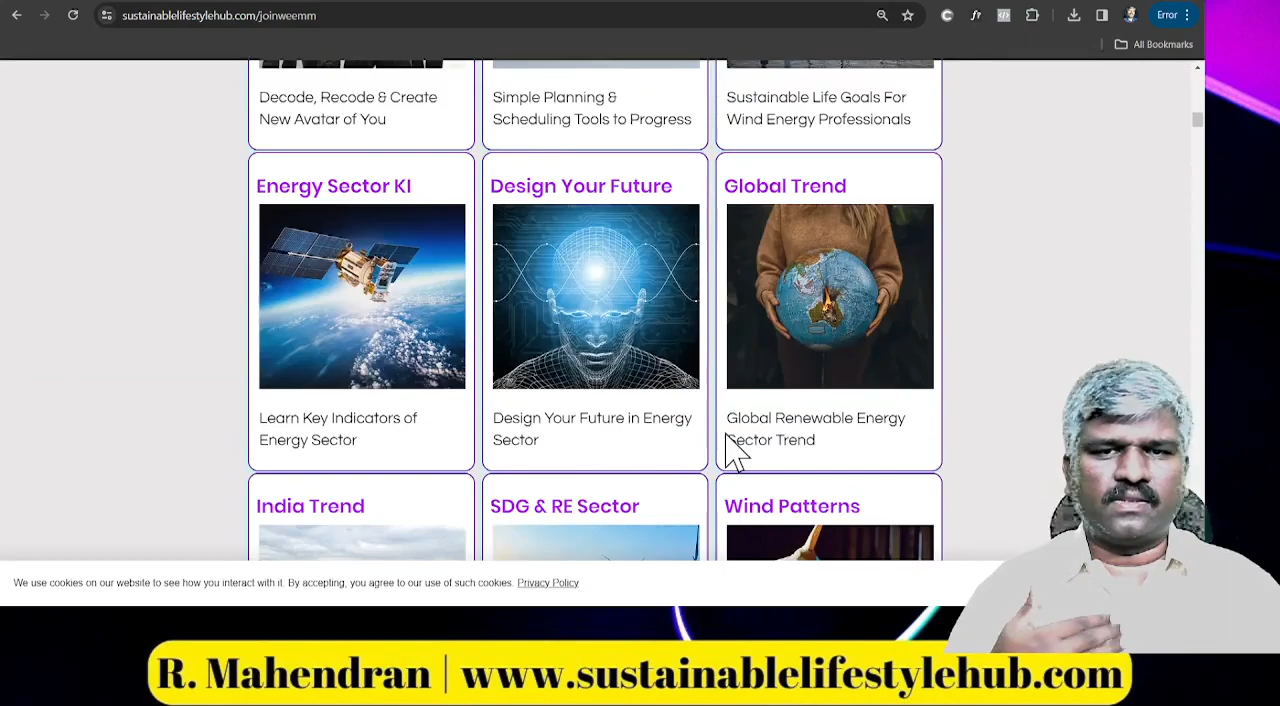 sustainablelifestylehub.com/joinweemm
Error
All Bookmarks
Decode, Recode & Create
New Avatar of You
Simple Planning &
Scheduling Tools to Progress
Sustainable Life Goals For
Wind Energy Professionals
Energy Sector KI
Design Your Future
Global Trend
Learn Key Indicators of
Energy Sector
Design Your Future in Energy
Sector
Global Renewable Energy
Sector Trend
India Trend
SDG & RE Sector
Wind Patterns
We use cookies on our website to see how you interact with it. By accepting, you agree to our use of such cookies. Privacy Policy
R. Mahendran | www.sustainablelifestylehub.com